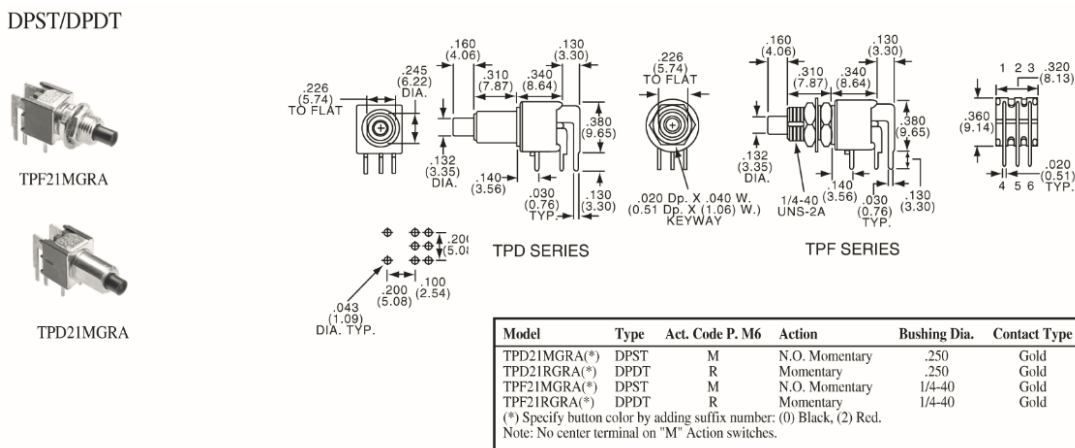 DPST/DPDT
TPF21MGRA
TPD21MGRA
.226
(5.74)
TO FLAT
.245
(6.22)
DIA.
.160
(4.06)
.310
(7.87)
.340
(8.64)
.130
(3.30)
.380
(9.65)
.132
(3.35)
DIA.
.140
(3.56)
.030
(0.76)
TYP.
.130
(3.30)
TPD SERIES
.226
(5.74)
TO FLAT
.020 Dp. X .040 W.
(0.51 Dp. X (1.06) W.)
KEYWAY
.160
(4.06)
.310
(7.87)
.340
(8.64)
.130
(3.30)
.380
(9.65)
.132
(3.35)
DIA.
.140
(3.56)
1/4-40
UNS-2A
.030
(0.76)
TYP.
.130
(3.30)
TPF SERIES
1 2 3
.320
(8.13)
.360
(9.14)
.020
(0.51)
TYP.
4 5 6
.200
(5.08
.100
(2.54)
.200
(5.08)
.043
(1.09)
DIA. TYP.
Model Type Act. Code P. M6 Action Bushing Dia. Contact Type
TPD21MGRA(*) DPST M N.O. Momentary .250 Gold
TPD21RGRA(*) DPDT R Momentary .250 Gold
TPF21MGRA(*) DPST M N.O. Momentary 1/4-40 Gold
TPF21RGRA(*) DPDT R Momentary 1/4-40 Gold
(*) Specify button color by adding suffix number: (0) Black, (2) Red.
Note: No center terminal on "M" Action switches.